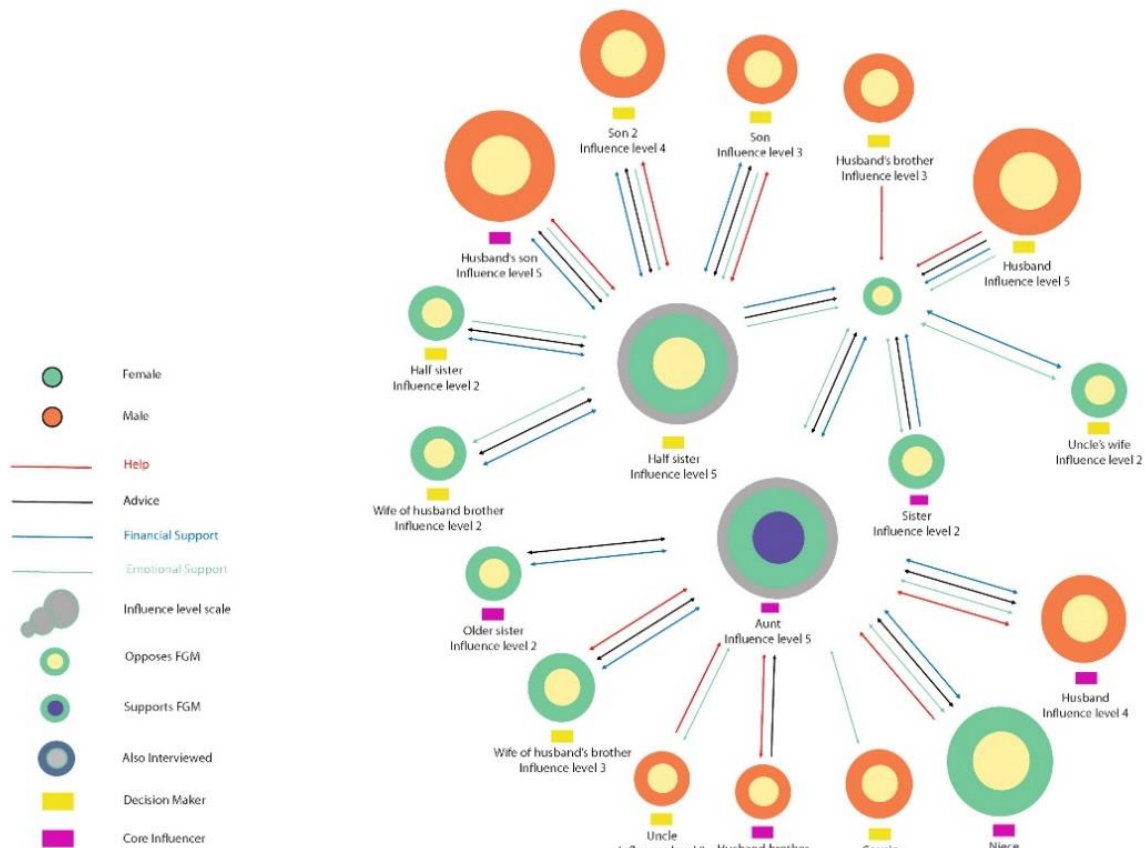 Son 2
Influence level 4
Son
Influence level 3
Husband's brother
Influence level 3
Husband's son
Influence level 5
Husband
Influence level 5
Half sister
Influence level 2
Female
Male
Help
Advice
Financial Support
Emotional Support
Influence level scale
Opposes FGM
Supports FGM
Also Interviewed
Decision Maker
Core Influencer
Half sister
Influence level 5
Uncle's wife
Influence level 2
Wife of husband brother
Influence level 2
Sister
Influence level 2
Older sister
Influence level 2
Aunt
Influence level 5
Husband
Influence level 4
Wife of husband's brother
Influence level 3
Uncle
Husband brother
Cousin
Niece